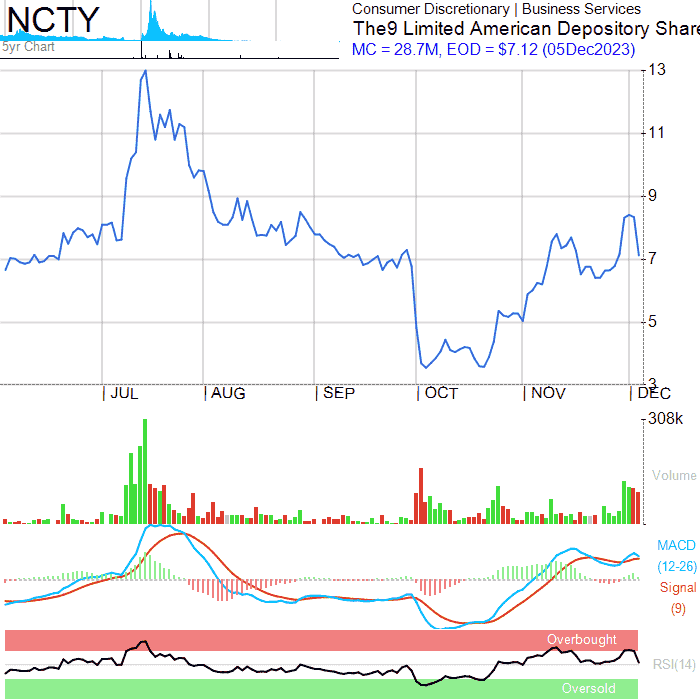 NCTY
Consumer Discretionary | Business Services
The9 Limited American Depository Share
MC = 28.7M, EOD = $7.12 (05Dec2023)
5yr Chart
13
11
9
7
5
3
JUL AUG SEP OCT NOV DEC
308k
Volume
MACD
(12-26)
Signal
(9)
Overbought
RSI(14)
Oversold